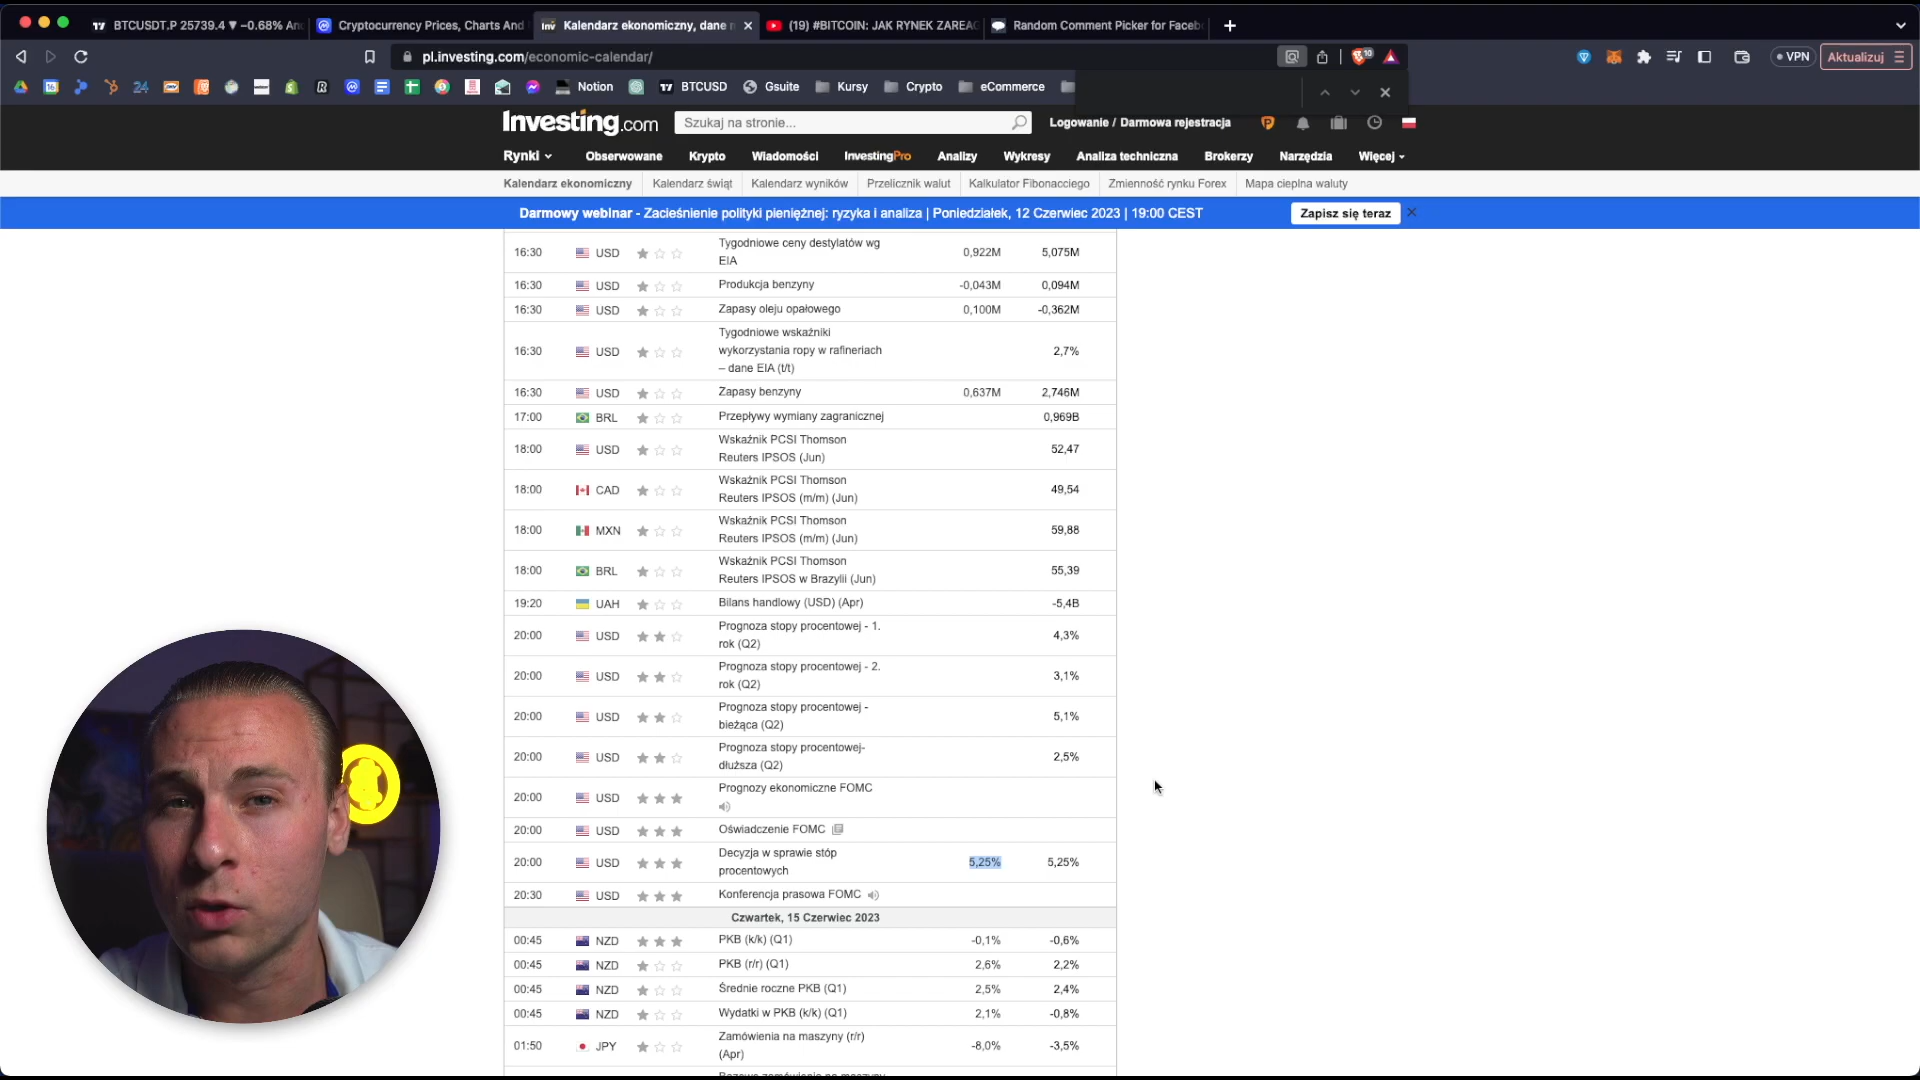 BTCUSDT.P 25739.4 ▼ −0.68%
Cryptocurrency Prices, Charts And
Kalendarz ekonomiczny, dane
(19) #BITCOIN: JAK RYNEK ZAREAG
Random Comment Picker for Faceb
pl.investing.com/economic-calendar/
10
VPN
Aktualizuj
Notion
BTCUSD
Gsuite
Kursy
Crypto
eCommerce
Investing.com
Szukaj na stronie...
Logowanie / Darmowa rejestracja
Rynki
Obserwowane
Krypto
Wiadomości
InvestingPro
Analizy
Wykresy
Analiza techniczna
Brokerzy
Narzędzia
Więcej
Kalendarz ekonomiczny
Kalendarz świąt
Kalendarz wyników
Przelicznik walut
Kalkulator Fibonacciego
Zmienność rynku Forex
Mapa cieplna waluty
Darmowy webinar - Zacieśnienie polityki pieniężnej: ryzyka i analiza | Poniedziałek, 12 Czerwiec 2023 | 19:00 CEST
Zapisz się teraz
16:30 USD Tygodniowe ceny destylatów wg 0,922M 5,075M
EIA
16:30 USD Produkcja benzyny -0,043M 0,094M
16:30 USD Zapasy oleju opałowego 0,100M -0,362M
Tygodniowe wskaźniki
16:30 USD wykorzystania ropy w rafineriach 2,7%
– dane EIA (t/t)
16:30 USD Zapasy benzyny 0,637M 2,746M
17:00 BRL Przepływy wymiany zagranicznej 0,969B
18:00 USD Wskaźnik PCSI Thomson 52,47
Reuters IPSOS (Jun)
18:00 CAD Wskaźnik PCSI Thomson 49,54
Reuters IPSOS (m/m) (Jun)
18:00 MXN Wskaźnik PCSI Thomson 59,88
Reuters IPSOS (m/m) (Jun)
18:00 BRL Wskaźnik PCSI Thomson 55,39
Reuters IPSOS w Brazylii (Jun)
19:20 UAH Bilans handlowy (USD) (Apr) -5,4B
20:00 USD Prognoza stopy procentowej - 1. 4,3%
rok (Q2)
20:00 USD Prognoza stopy procentowej - 2. 3,1%
rok (Q2)
20:00 USD Prognoza stopy procentowej - 5,1%
bieżąca (Q2)
20:00 USD Prognoza stopy procentowej- 2,5%
dłuższa (Q2)
20:00 USD Prognozy ekonomiczne FOMC
20:00 USD Oświadczenie FOMC
20:00 USD Decyzja w sprawie stóp 5,25% 5,25%
procentowych
20:30 USD Konferencja prasowa FOMC
Czwartek, 15 Czerwiec 2023
00:45 NZD PKB (k/k) (Q1) -0,1% -0,6%
00:45 NZD PKB (r/r) (Q1) 2,6% 2,2%
00:45 NZD Średnie roczne PKB (Q1) 2,5% 2,4%
00:45 NZD Wydatki w PKB (k/k) (Q1) 2,1% -0,8%
01:50 JPY Zamówienia na maszyny (r/r) -8,0% -3,5%
(Apr)